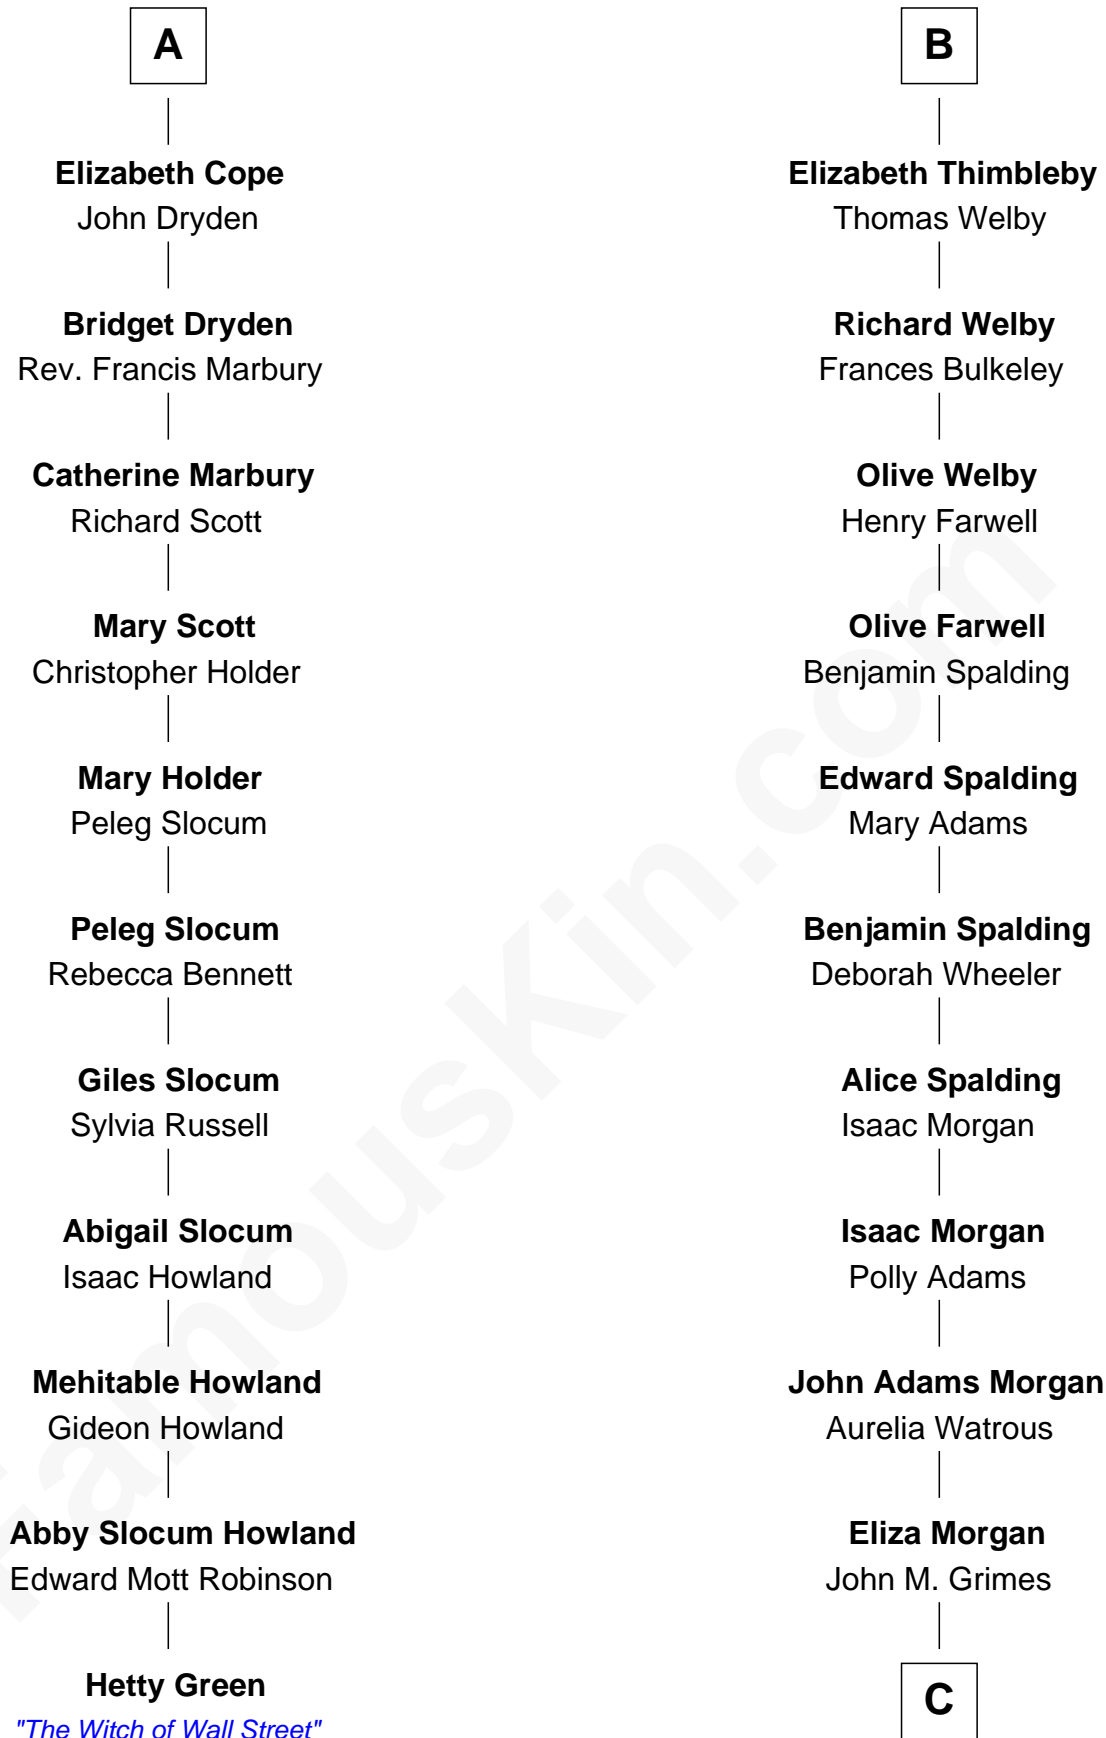 A
Elizabeth Cope
John Dryden
Bridget Dryden
Rev. Francis Marbury
Catherine Marbury
Richard Scott
Mary Scott
Christopher Holder
Mary Holder
Peleg Slocum
Peleg Slocum
Rebecca Bennett
Giles Slocum
Sylvia Russell
Abigail Slocum
Isaac Howland
Mehitable Howland
Gideon Howland
Abby Slocum Howland
Edward Mott Robinson
Hetty Green
"The Witch of Wall Street"
B
Elizabeth Thimbleby
Thomas Welby
Richard Welby
Frances Bulkeley
Olive Welby
Henry Farwell
Olive Farwell
Benjamin Spalding
Edward Spalding
Mary Adams
Benjamin Spalding
Deborah Wheeler
Alice Spalding
Isaac Morgan
Isaac Morgan
Polly Adams
John Adams Morgan
Aurelia Watrous
Eliza Morgan
John M. Grimes
C
FamousKin.com